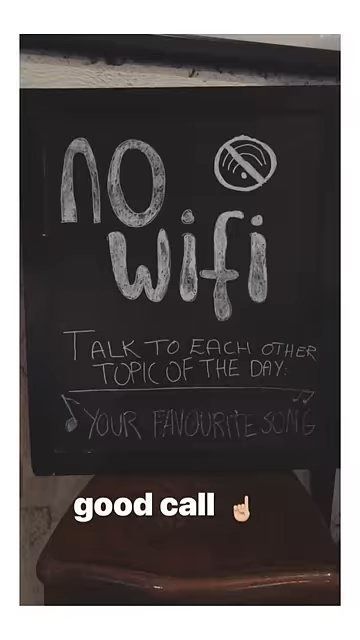 no
wifi
TALK TO EACH OTHER
TOPIC OF THE DAY:
YOUR FAVOURITE SONG
good call ☝🏻